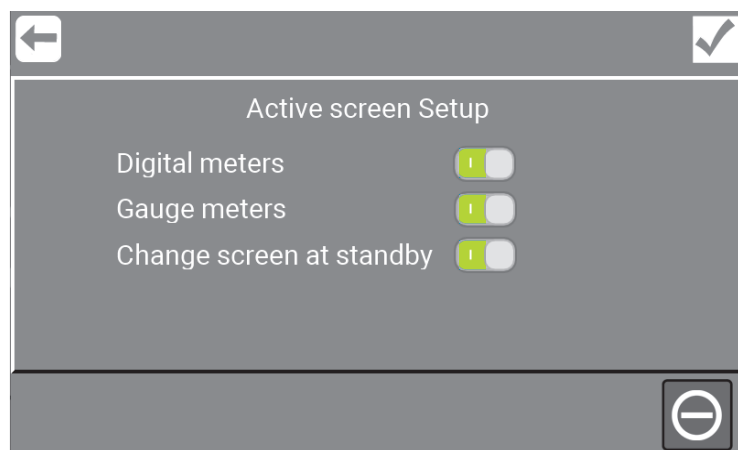 Active screen Setup
Digital meters
Gauge meters
Change screen at standby